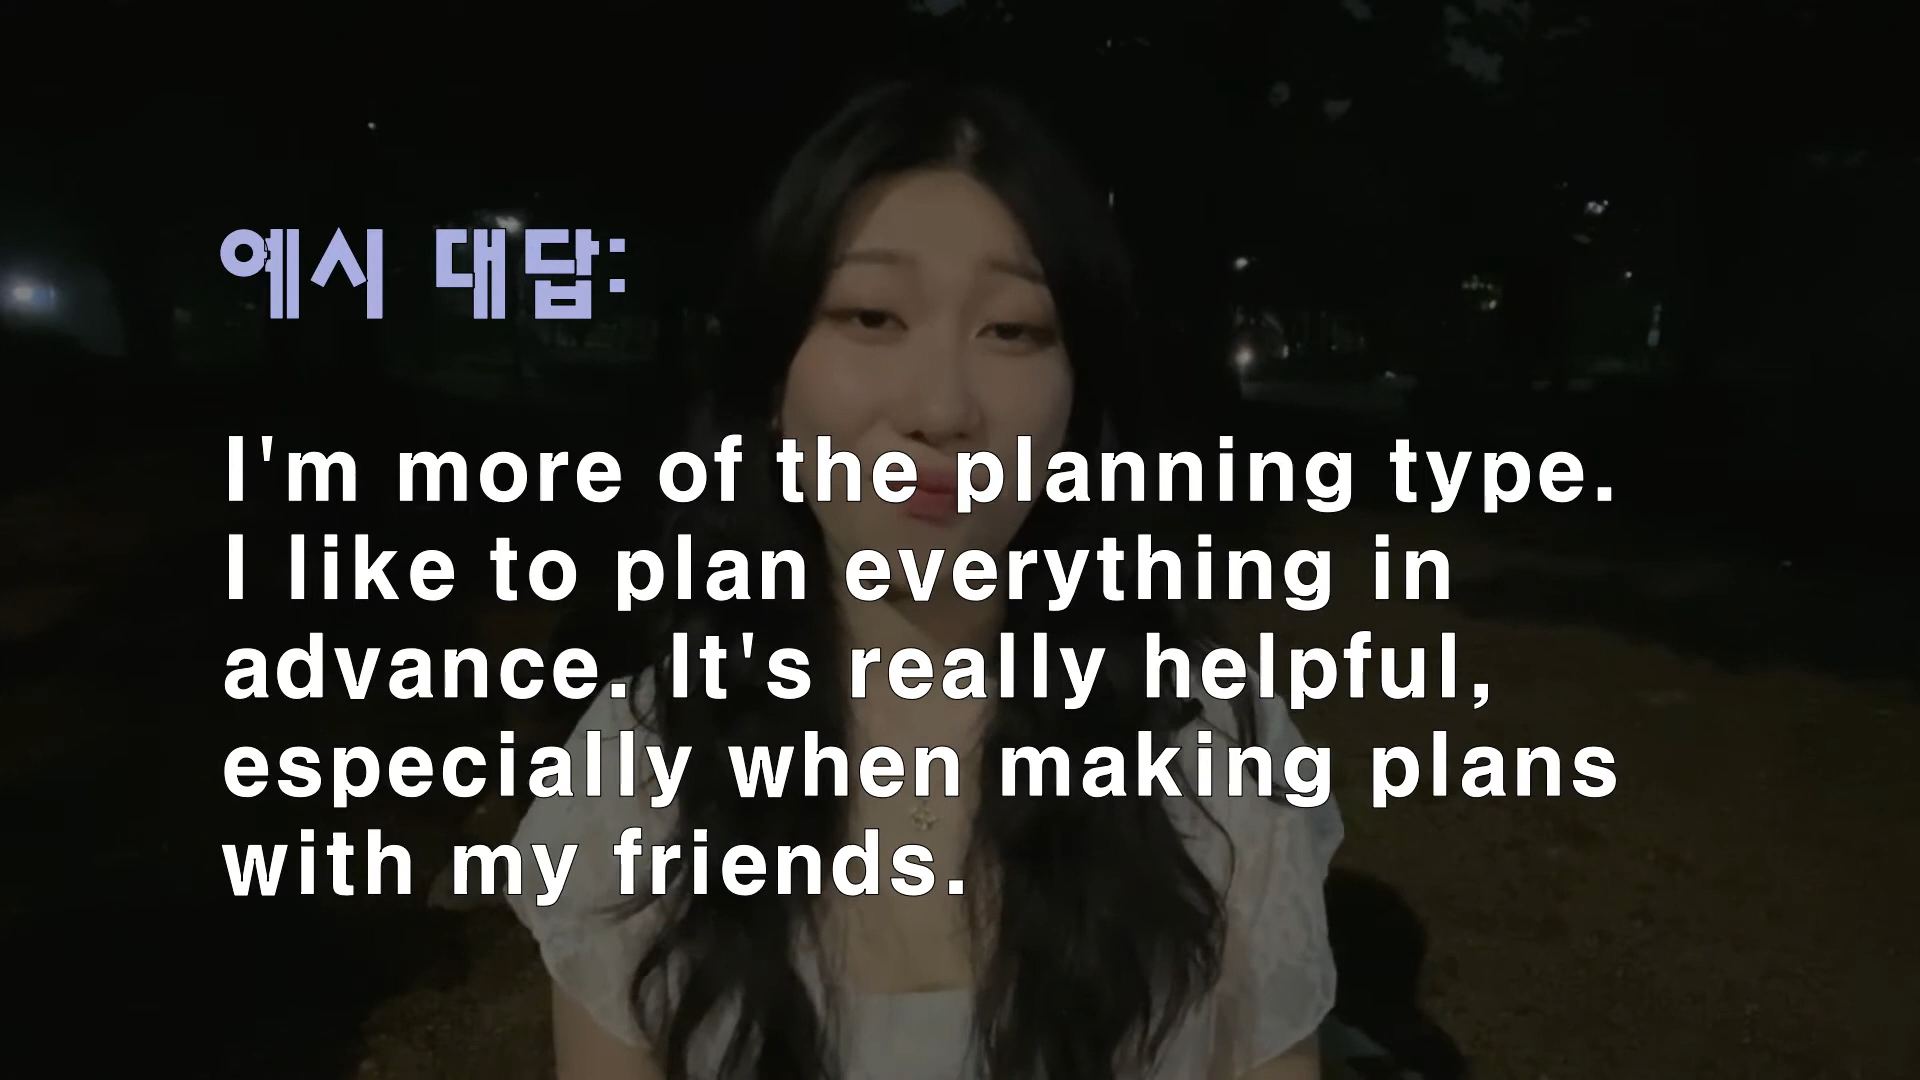 예시 대답:
I'm more of the planning type.
I like to plan everything in
advance. It's really helpful,
especially when making plans
with my friends.